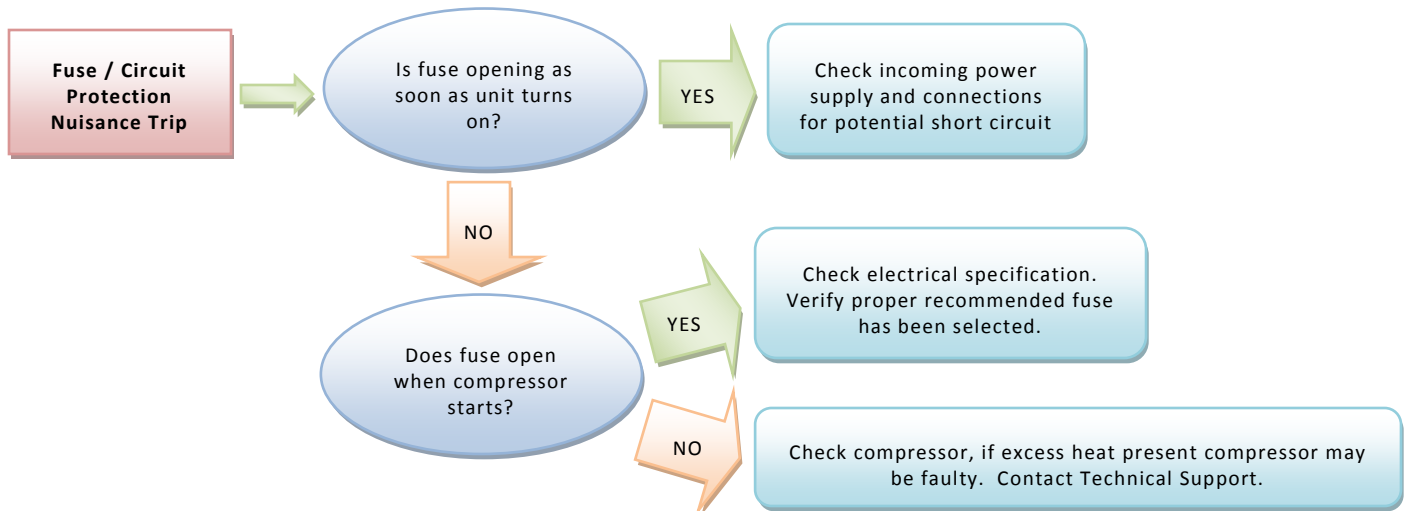 Fuse / Circuit
Protection
Nuisance Trip
Is fuse opening as
soon as unit turns
on?
YES
Check incoming power
supply and connections
for potential short circuit
NO
Does fuse open
when compressor
starts?
YES
Check electrical specification.
Verify proper recommended fuse
has been selected.
NO
Check compressor, if excess heat present compressor may
be faulty.  Contact Technical Support.